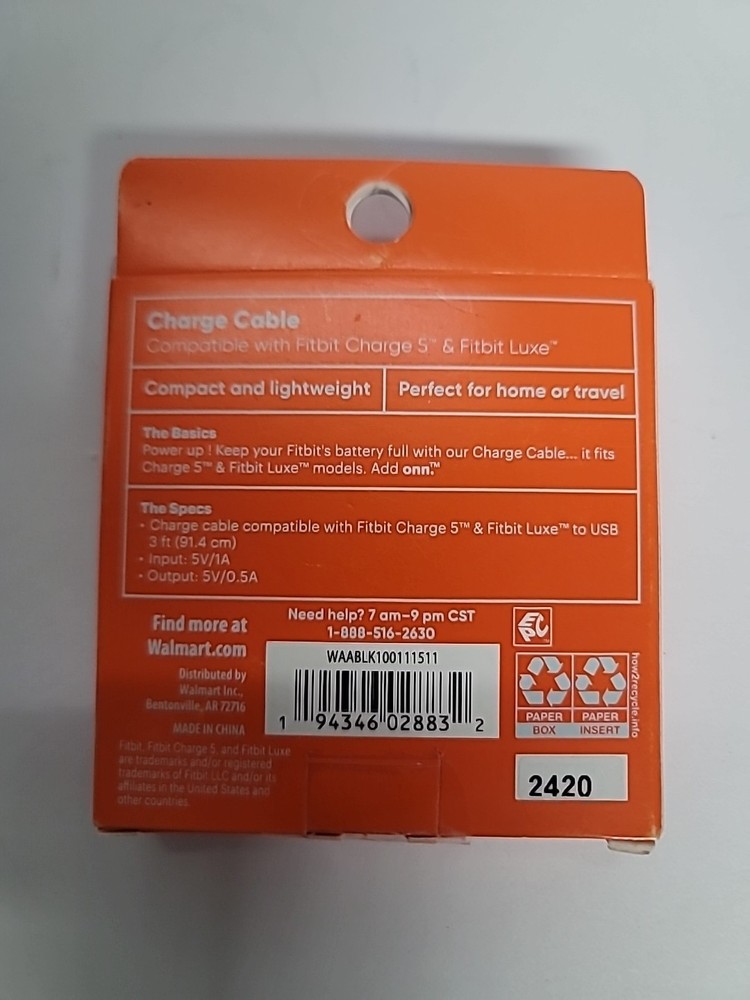 Charge Cable
Compatible with Fitbit Charge 5™ & Fitbit Luxe™
Compact and lightweight
Perfect for home or travel
The Basics
Power up ! Keep your Fitbit's battery full with our Charge Cable... it fits
Charge 5™ & Fitbit Luxe™ models. Add onn.™
The Specs
• Charge cable compatible with Fitbit Charge 5™ & Fitbit Luxe™ to USB
3 ft (91.4 cm)
• Input: 5V/1A
• Output: 5V/0.5A
Find more at
Walmart.com
Distributed by
Walmart Inc.,
Bentonville, AR 72716
MADE IN CHINA
Fitbit, Fitbit Charge 5, and Fitbit Luxe
are trademarks and/or registered
trademarks of Fitbit LLC and/or its
affiliates in the United States and
other countries.
Need help? 7 am–9 pm CST
1-888-516-2630
WAABLK100111511
1 94346 02883 2
EPC
PAPER
BOX
PAPER
INSERT
how2recycle.info
2420